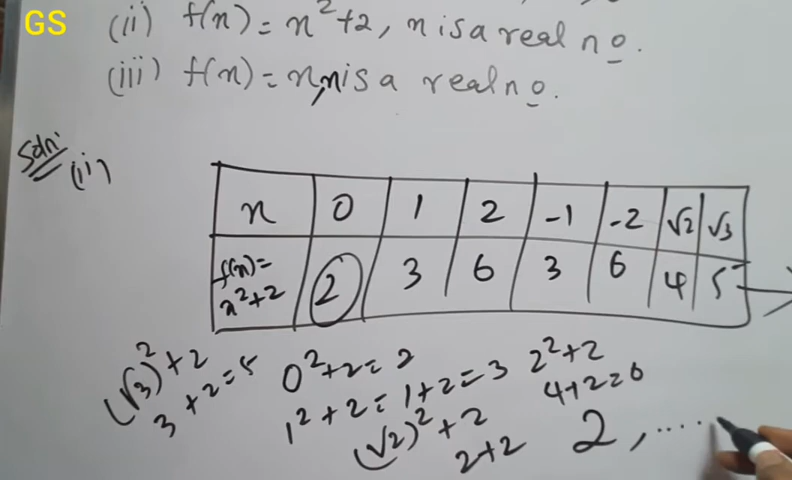 GS
(ii) f(x) = x²+2, x is a real no.
(iii) f(x) = x, x is a real no.
Soln:
(ii)
x 0 1 2 -1 -2 √2 √3
f(x)= x²+2 2 3 6 3 6 4 5
(√3)²+2
3+2=5
0²+2=2
1²+2=1+2=3
2²+2
4+2=6
(√2)²+2
2+2
2, .....